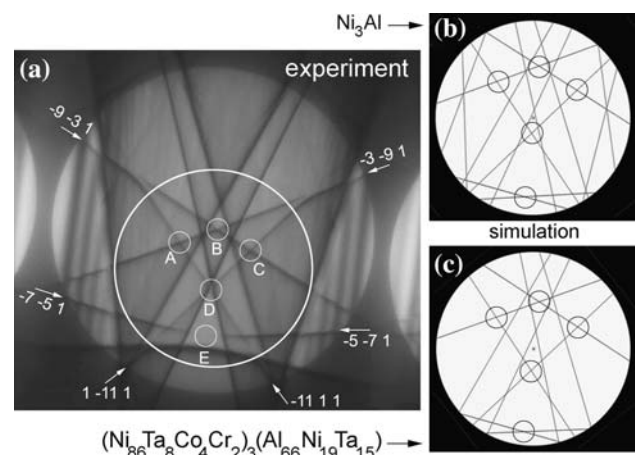 Ni₃Al
(a)
experiment
(b)
-9 -3 1
-3 -9 1
A
B
C
simulation
D
(c)
-7 -5 1
-5 -7 1
E
1 -11 1
-11 1 1
(Ni₈₆Ta₈Co₄Cr₂)₃(Al₆₆Ni₁₉Ta₁₅)